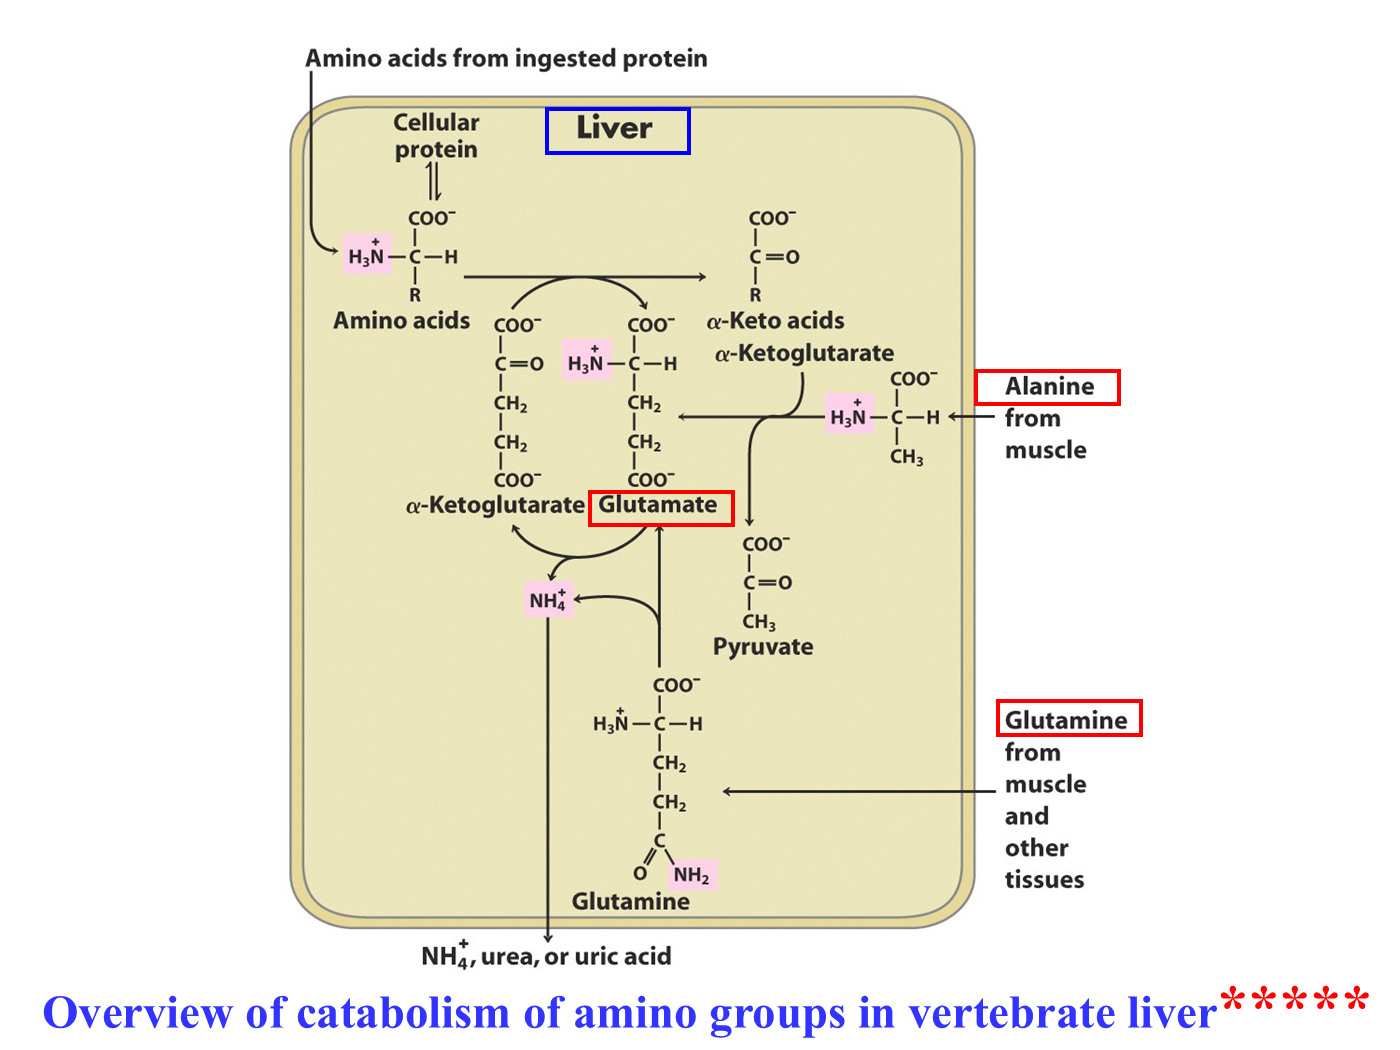 Amino acids from ingested protein
Cellular
protein
Liver
COO⁻
H₃N⁺—C—H
R
Amino acids
COO⁻
C=O
R
α-Keto acids
COO⁻
C=O
CH₂
CH₂
COO⁻
α-Ketoglutarate
COO⁻
H₃N⁺—C—H
CH₂
CH₂
COO⁻
Glutamate
α-Ketoglutarate
COO⁻
H₃N⁺—C—H
CH₃
Alanine
from
muscle
COO⁻
C=O
CH₃
Pyruvate
NH₄⁺
COO⁻
H₃N⁺—C—H
CH₂
CH₂
C
O NH₂
Glutamine
Glutamine
from
muscle
and
other
tissues
NH₄⁺, urea, or uric acid
Overview of catabolism of amino groups in vertebrate liver*****